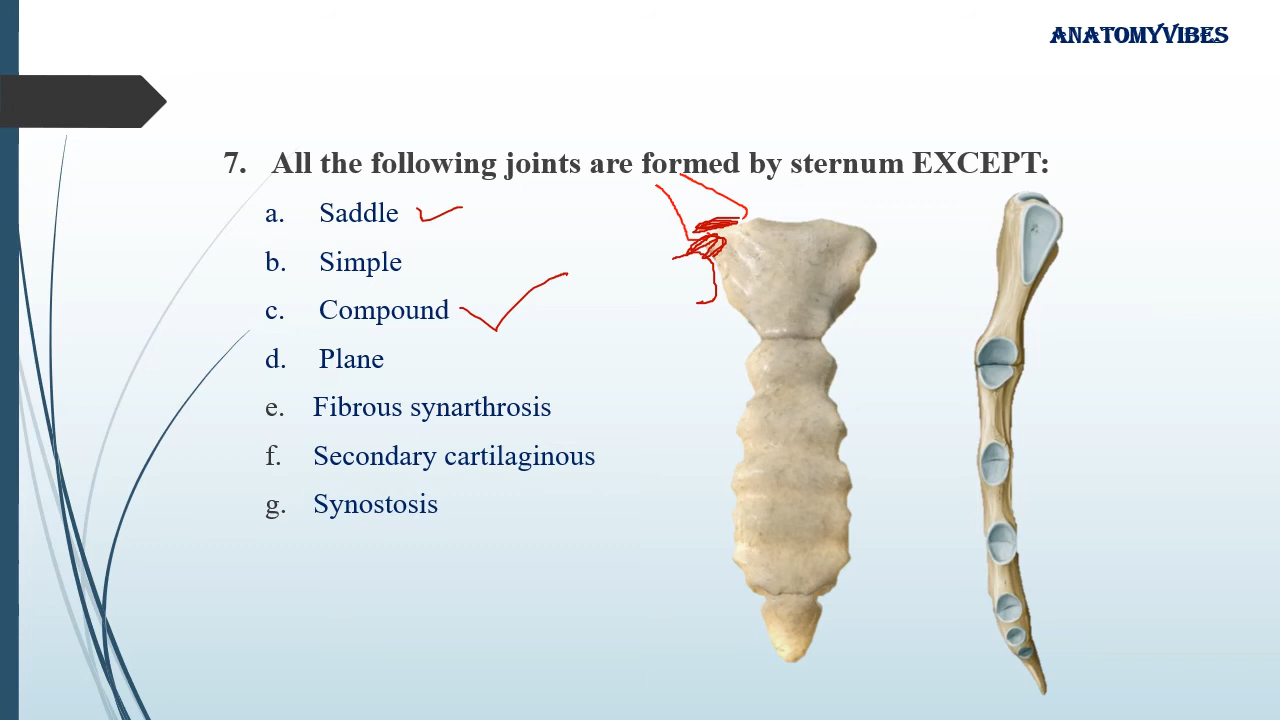 ANATOMYVIBES
7. All the following joints are formed by sternum EXCEPT:
a. Saddle
b. Simple
c. Compound
d. Plane
e. Fibrous synarthrosis
f. Secondary cartilaginous
g. Synostosis